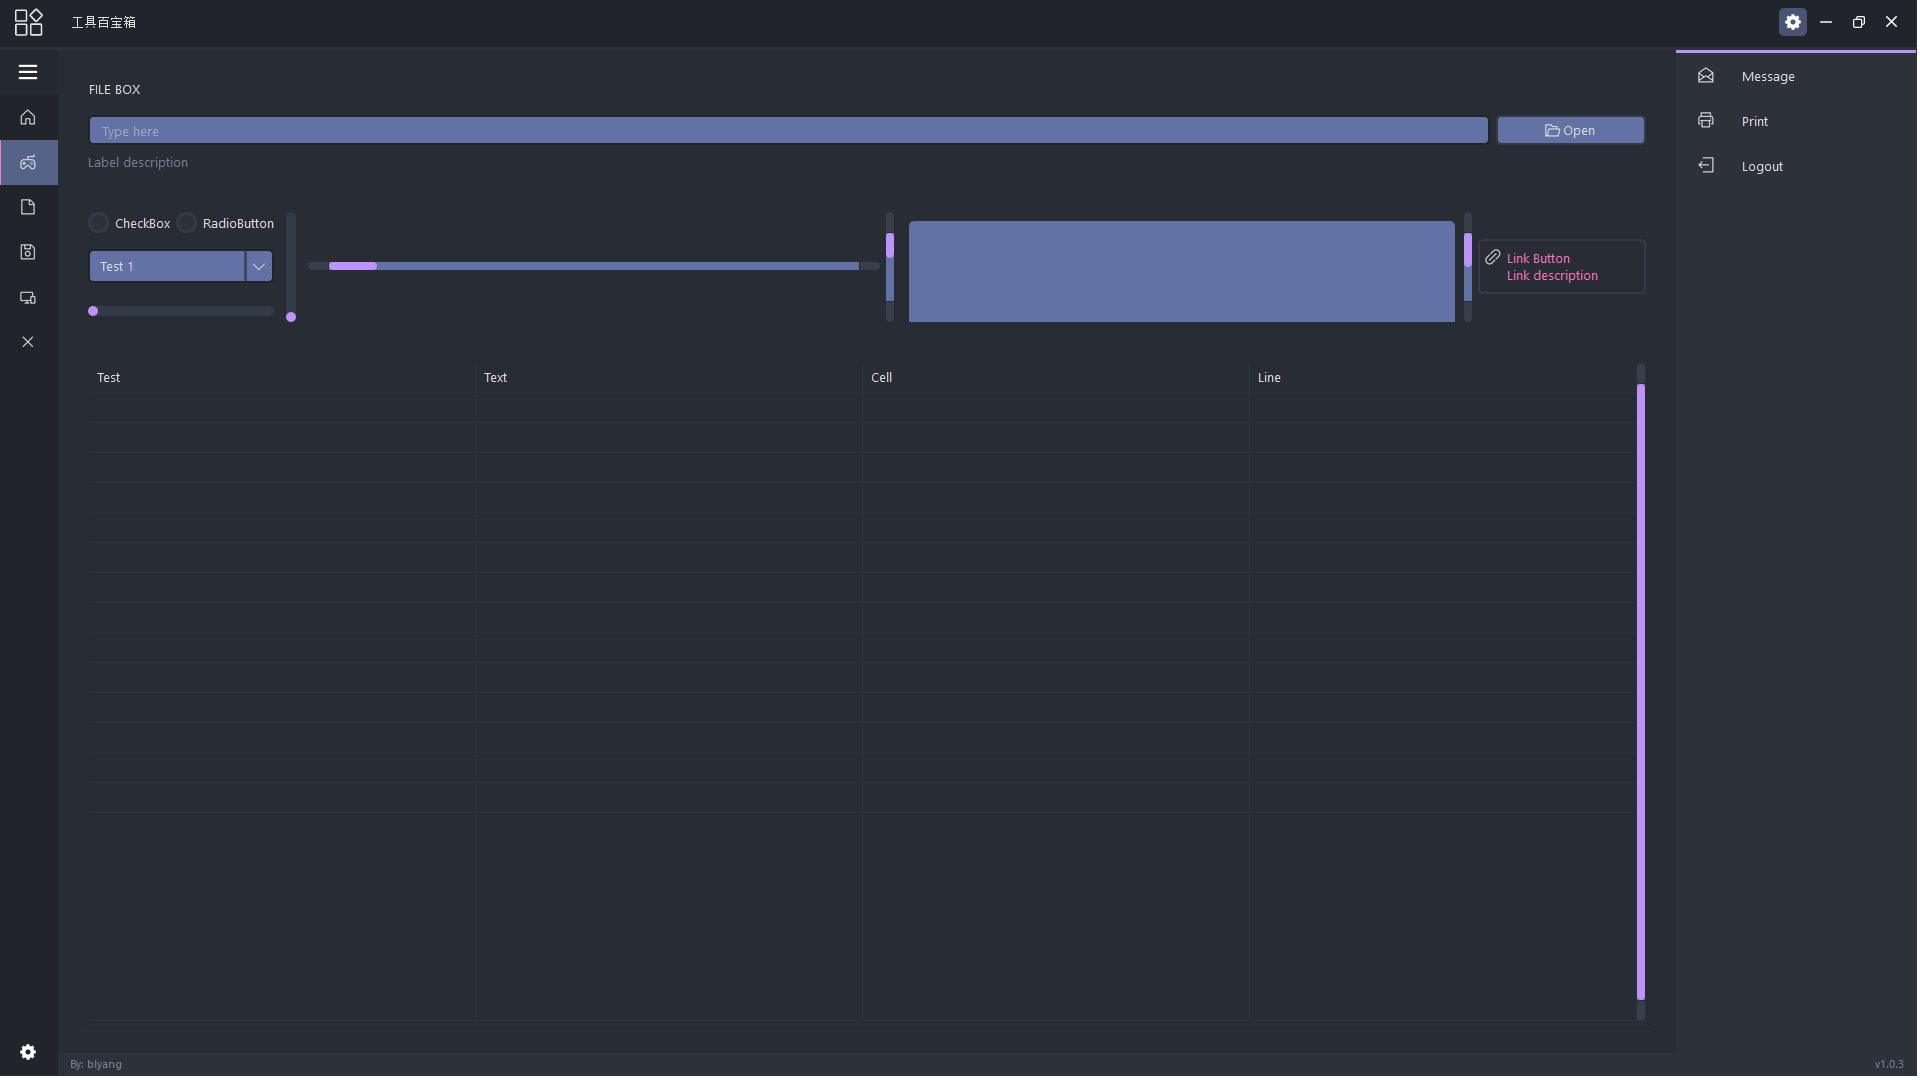 工具百宝箱
FILE BOX
Type here
Open
Label description
CheckBox
RadioButton
Test 1
Link Button
Link description
Test
Text
Cell
Line
Message
Print
Logout
By: blyang
v1.0.3